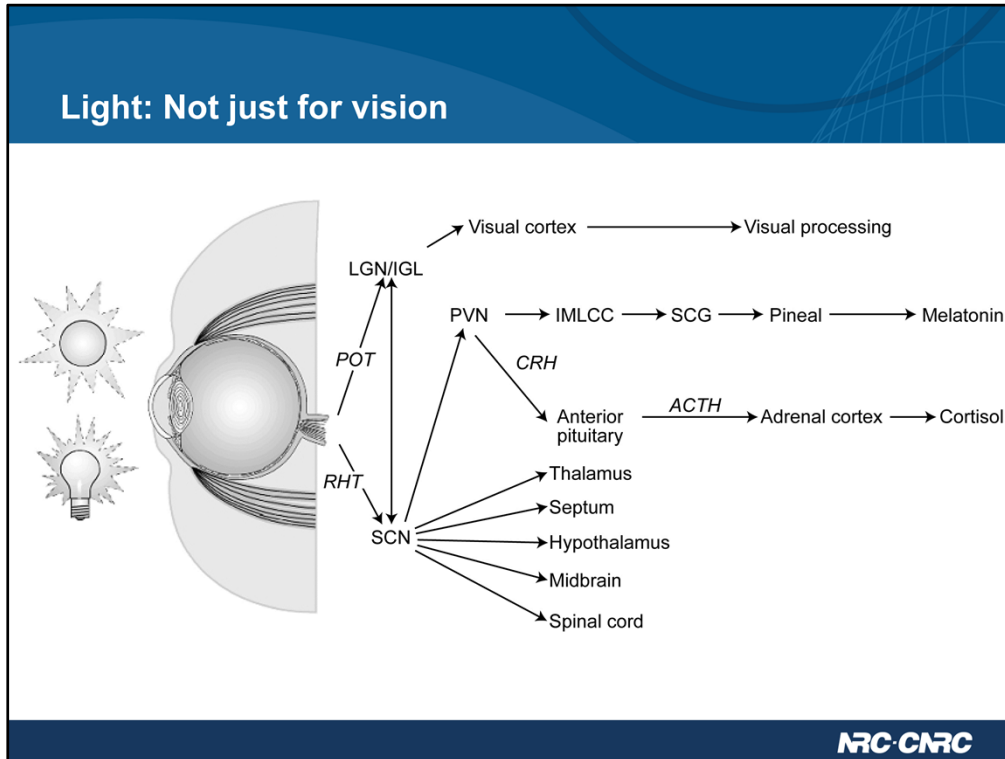 Light: Not just for vision
Visual cortex
Visual processing
LGN/IGL
POT
PVN
IMLCC
SCG
Pineal
Melatonin
CRH
Anterior
pituitary
ACTH
Adrenal cortex
Cortisol
RHT
SCN
Thalamus
Septum
Hypothalamus
Midbrain
Spinal cord
NRC·CNRC